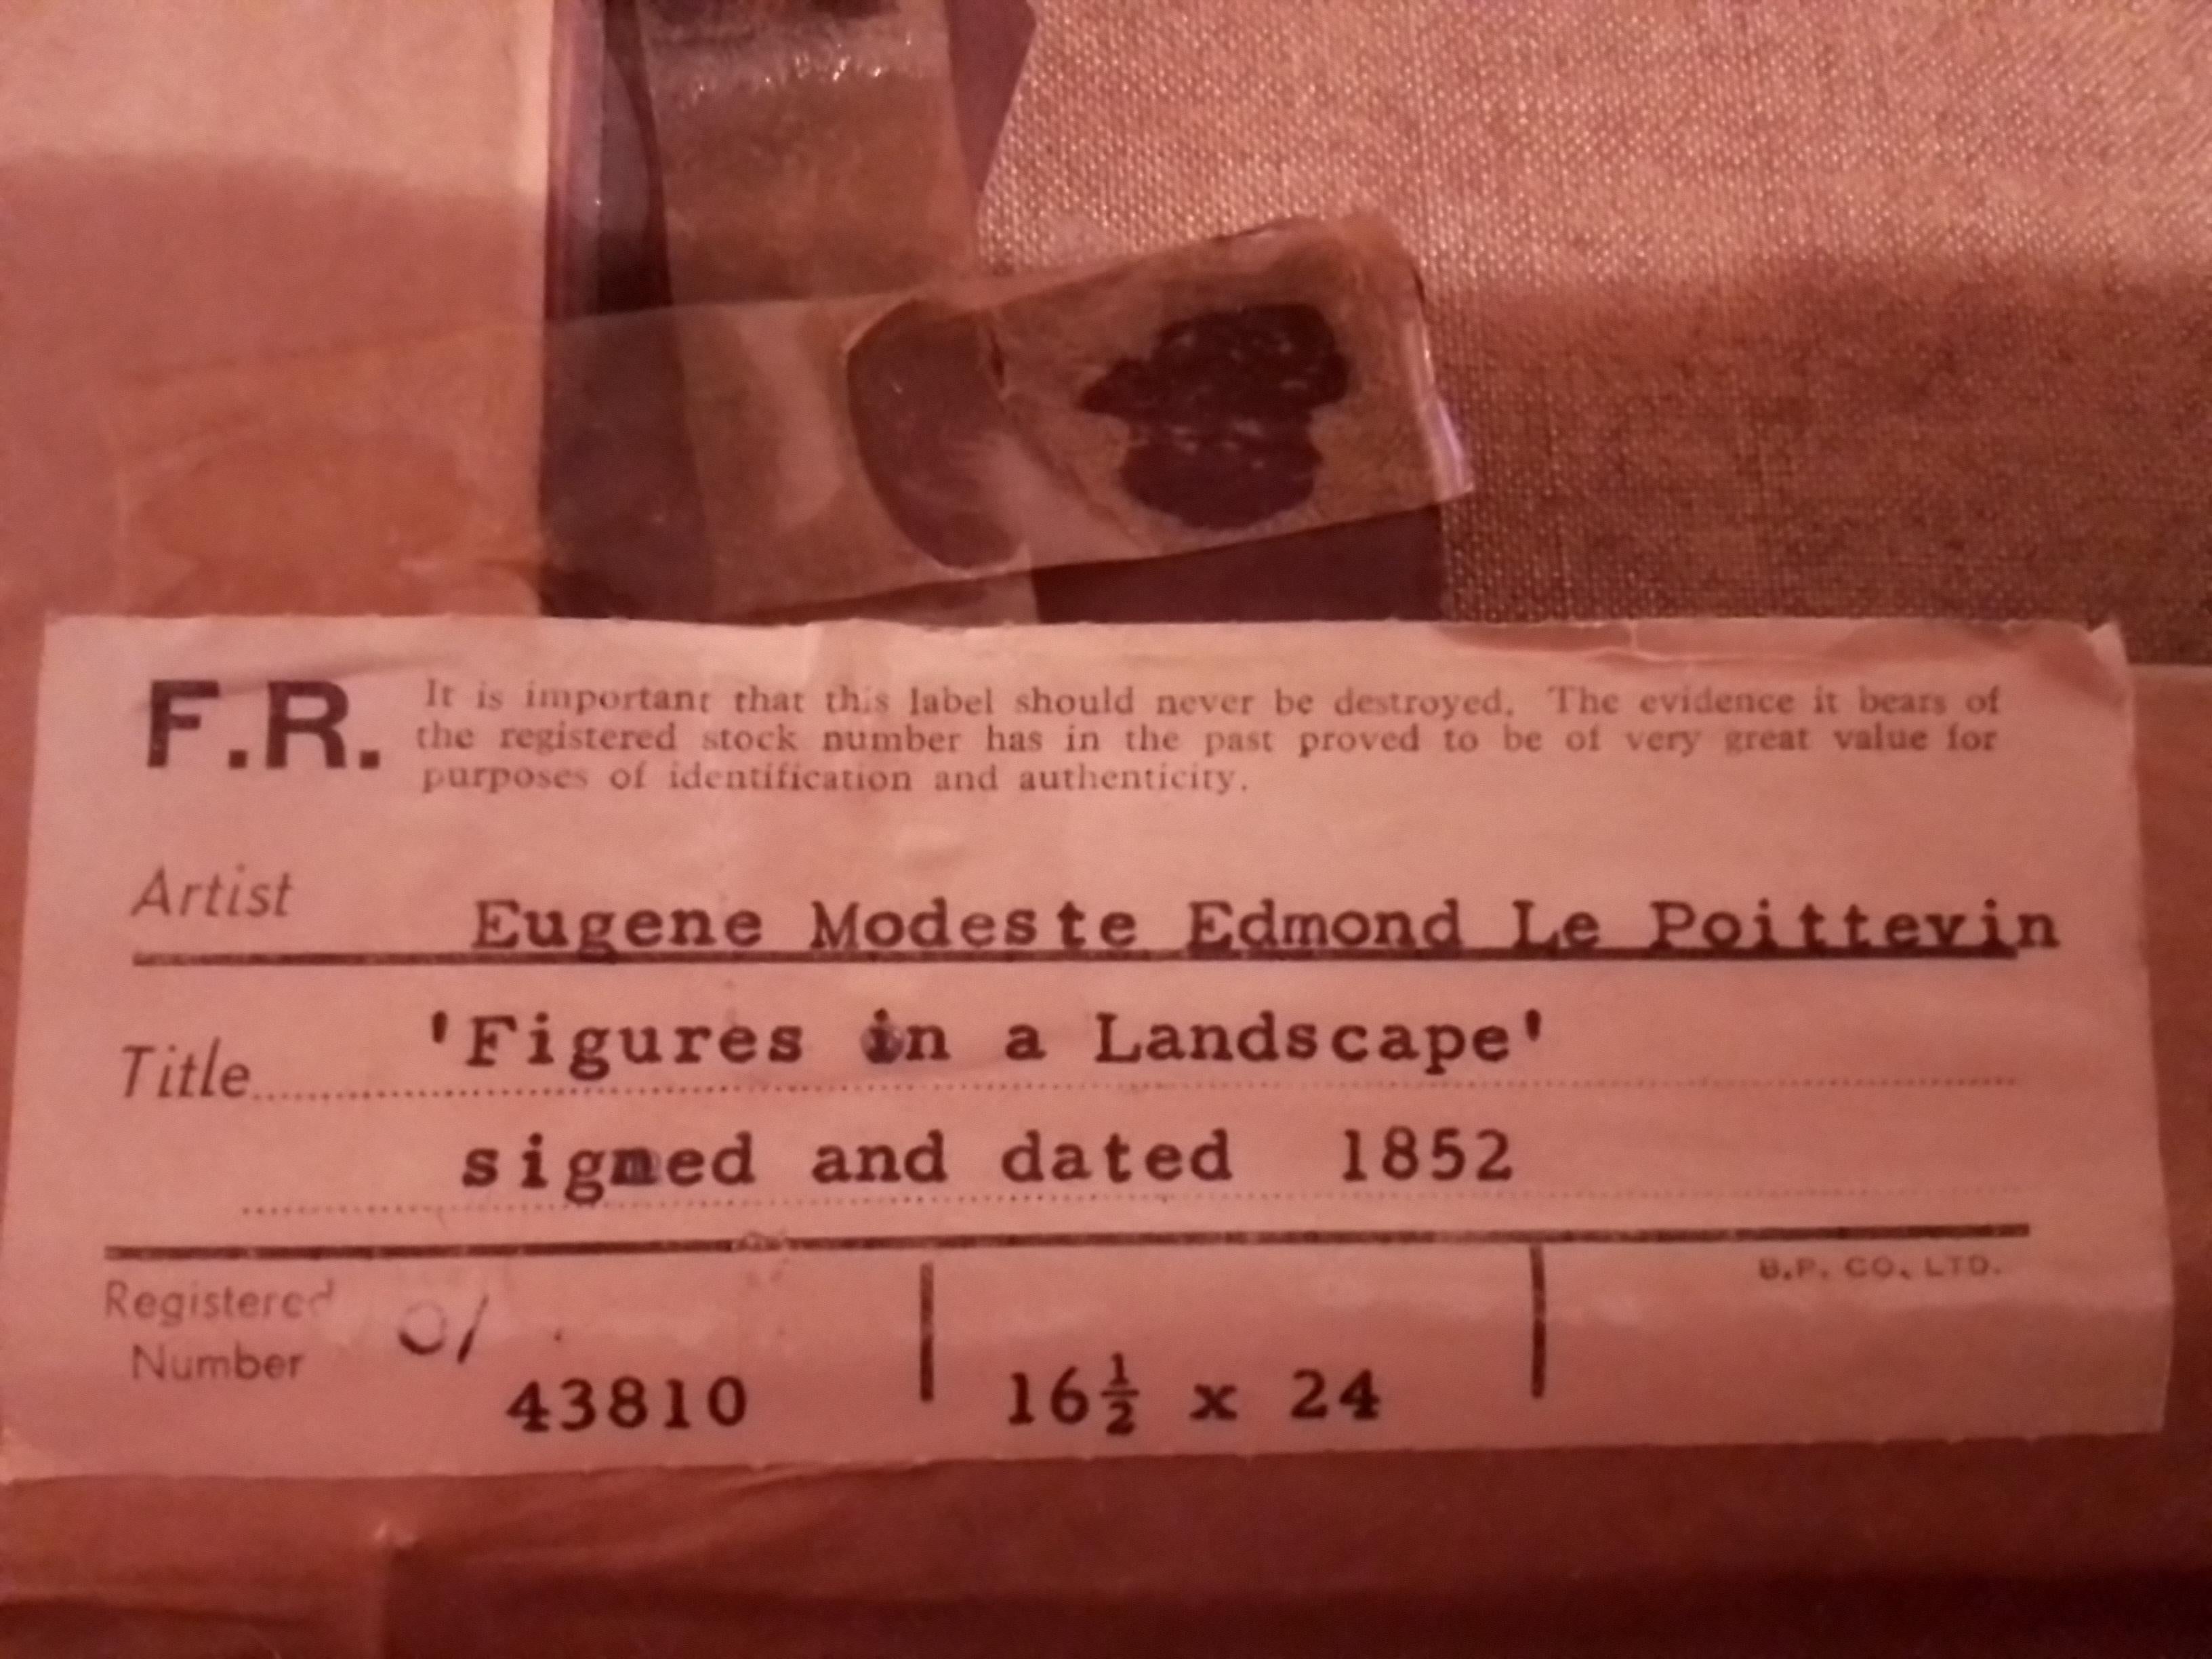 F.R.
It is important that this label should never be destroyed. The evidence it bears of
the registered stock number has in the past proved to be of very great value for
purposes of identification and authenticity.
Artist Eugene Modeste Edmond Le Poittevin
Title 'Figures in a Landscape'
signed and dated 1852
B.P. CO. LTD.
Registered
Number 43810 16½ x 24